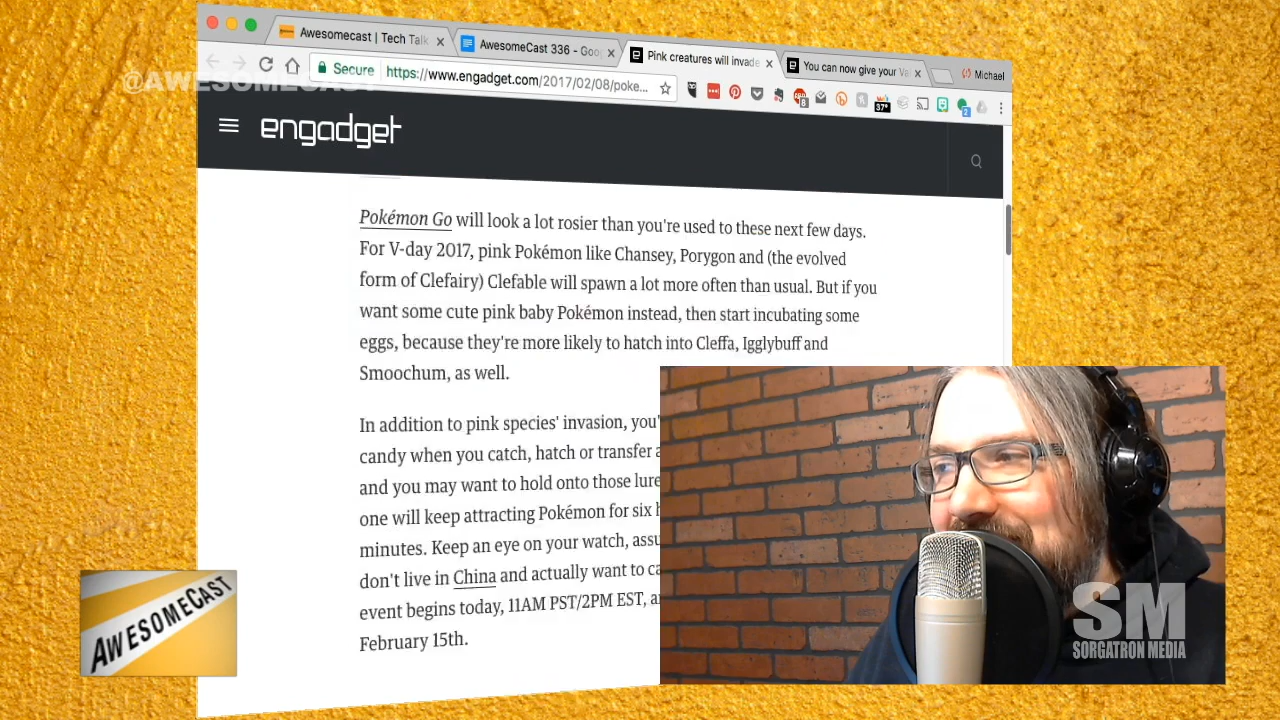 Awesomecast | Tech Talk
AwesomeCast 336 - Goo
Pink creatures will invade
You can now give your Va
Michael
Secure
https://www.engadget.com/2017/02/08/poke...
8
37°
2
@AWESOMECAST
engadget
Pokémon Go will look a lot rosier than you're used to these next few days.
For V-day 2017, pink Pokémon like Chansey, Porygon and (the evolved
form of Clefairy) Clefable will spawn a lot more often than usual. But if you
want some cute pink baby Pokémon instead, then start incubating some
eggs, because they're more likely to hatch into Cleffa, Igglybuff and
Smoochum, as well.
In addition to pink species' invasion, you'
candy when you catch, hatch or transfer a
and you may want to hold onto those lure
one will keep attracting Pokémon for six h
minutes. Keep an eye on your watch, assu
don't live in China and actually want to ca
event begins today, 11AM PST/2PM EST, a
February 15th.
AWESOMECAST
SM
SORGATRON MEDIA